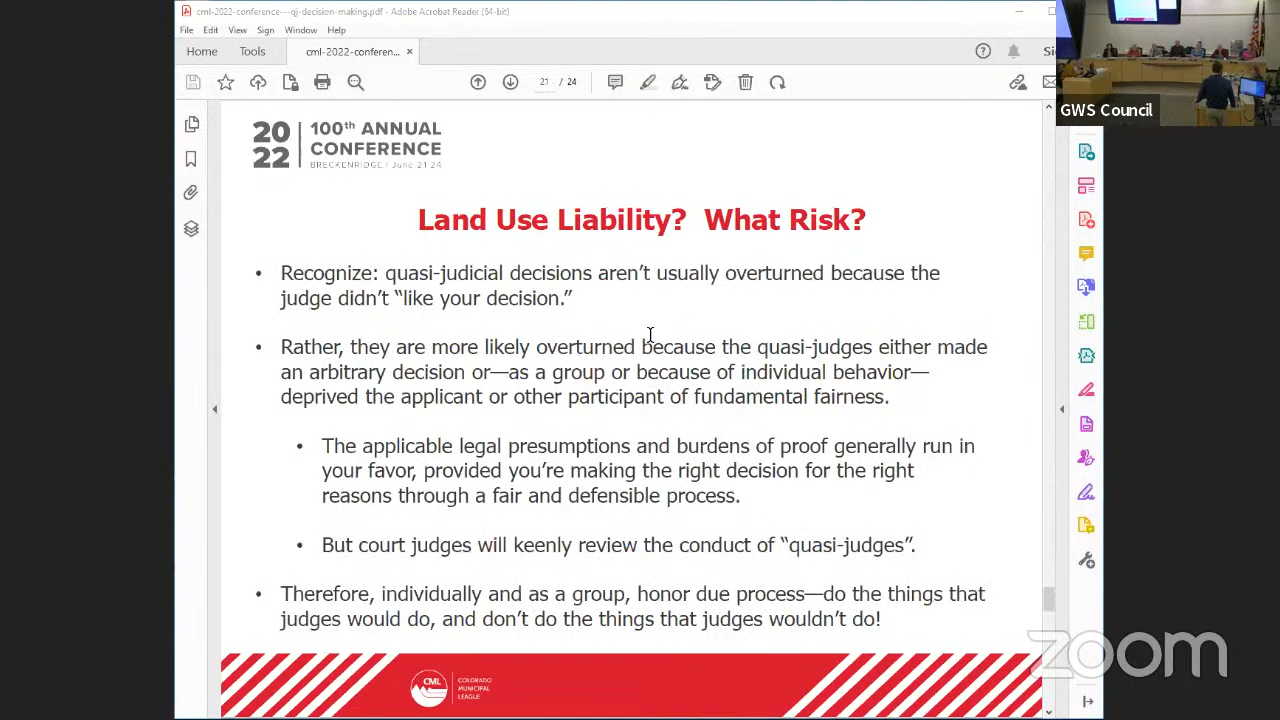 cml-2022-conference---qj-decision-making.pdf - Adobe Acrobat Reader (64-bit)
File Edit View Sign Window Help
Home Tools cml-2022-conferen... ×
21 / 24
GWS Council
20 22
100th ANNUAL
CONFERENCE
BRECKENRIDGE | June 21-24
Land Use Liability? What Risk?
• Recognize: quasi-judicial decisions aren't usually overturned because the
judge didn't “like your decision.”
• Rather, they are more likely overturned because the quasi-judges either made
an arbitrary decision or—as a group or because of individual behavior—
deprived the applicant or other participant of fundamental fairness.
• The applicable legal presumptions and burdens of proof generally run in
your favor, provided you're making the right decision for the right
reasons through a fair and defensible process.
• But court judges will keenly review the conduct of “quasi-judges”.
• Therefore, individually and as a group, honor due process—do the things that
judges would do, and don't do the things that judges wouldn't do!
CML
COLORADO
MUNICIPAL
LEAGUE
zoom